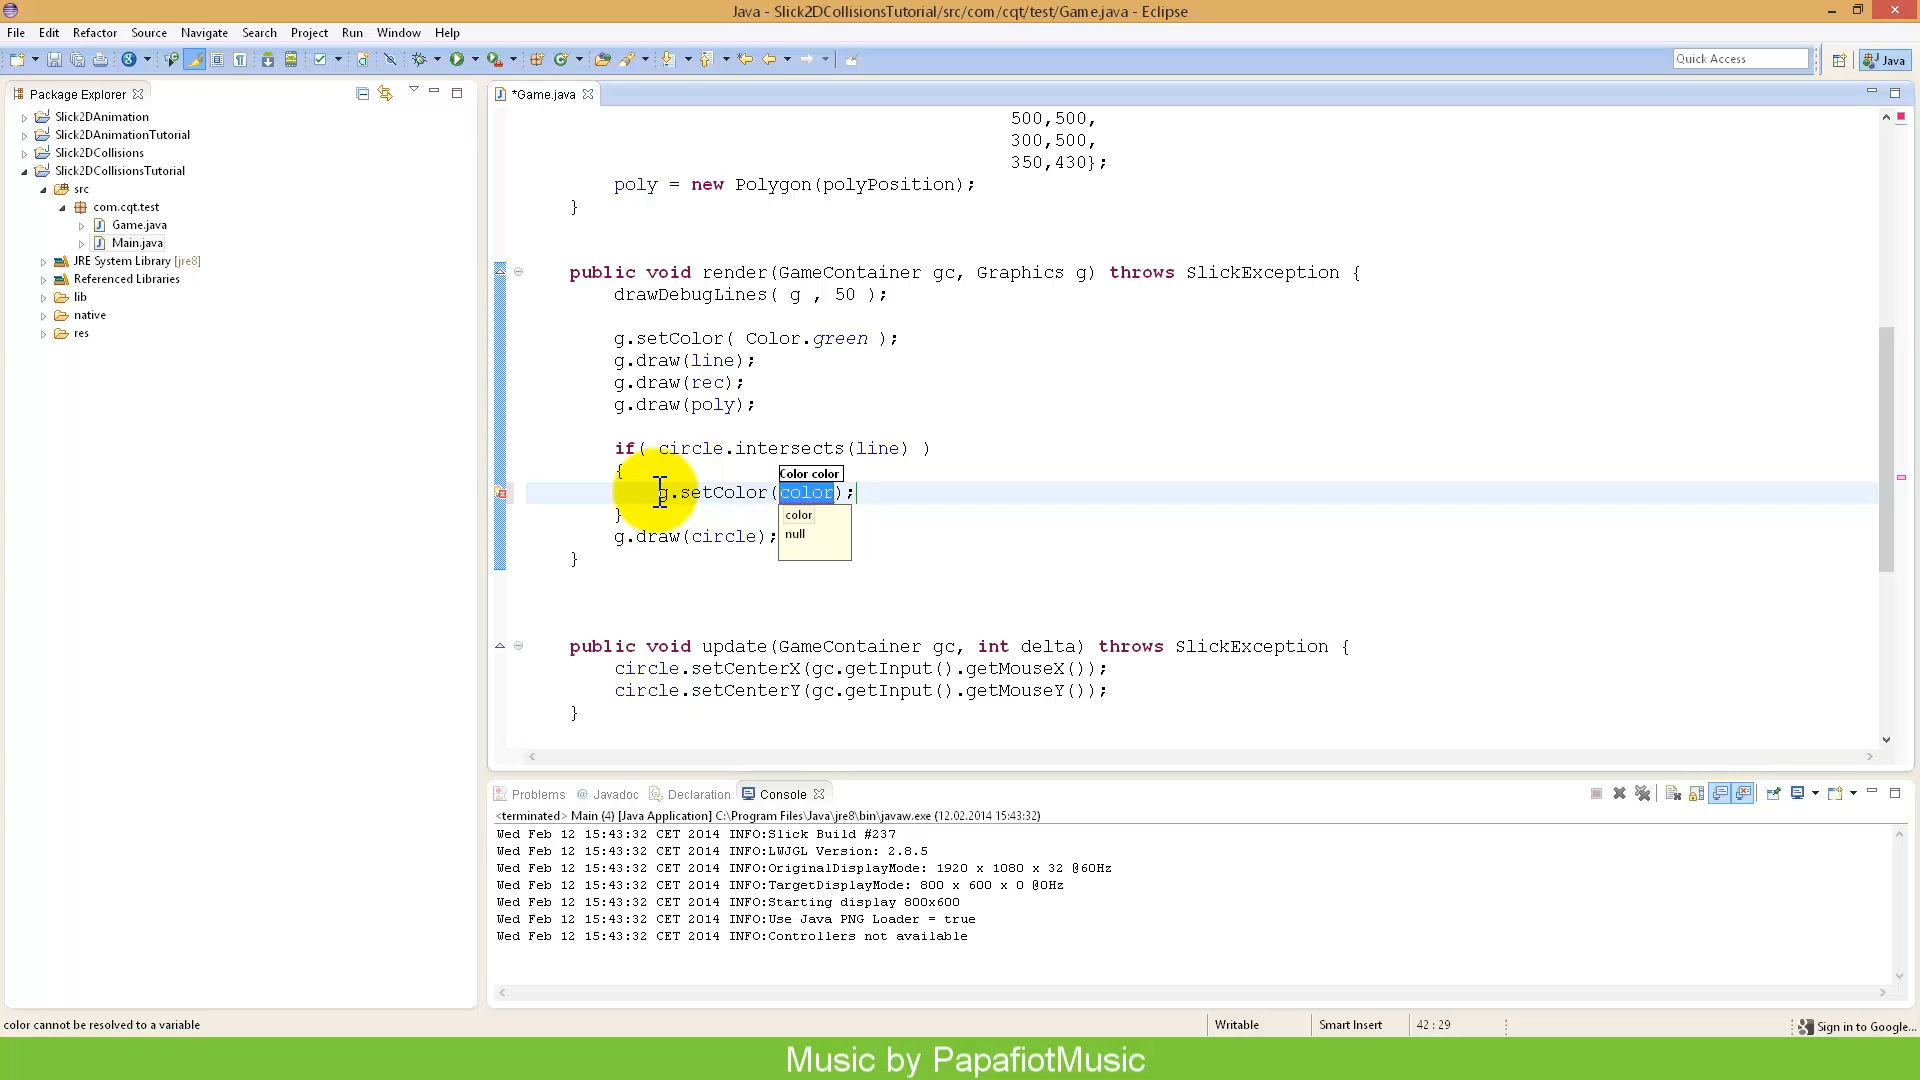 Java - Slick2DCollisionsTutorial/src/com/cqt/test/Game.java - Eclipse
File Edit Refactor Source Navigate Search Project Run Window Help
Quick Access
Java
Package Explorer
*Game.java
Slick2DAnimation
Slick2DAnimationTutorial
Slick2DCollisions
Slick2DCollisionsTutorial
src
com.cqt.test
Game.java
Main.java
JRE System Library [jre8]
Referenced Libraries
lib
native
res
500,500,
300,500,
350,430};
poly = new Polygon(polyPosition);
}
public void render(GameContainer gc, Graphics g) throws SlickException {
drawDebugLines( g , 50 );
g.setColor( Color.green );
g.draw(line);
g.draw(rec);
g.draw(poly);
if( circle.intersects(line) )
{
Color color
g.setColor(color);
color
null
}
g.draw(circle);
}
public void update(GameContainer gc, int delta) throws SlickException {
circle.setCenterX(gc.getInput().getMouseX());
circle.setCenterY(gc.getInput().getMouseY());
}
Problems @ Javadoc Declaration Console
<terminated> Main (4) [Java Application] C:\Program Files\Java\jre8\bin\javaw.exe (12.02.2014 15:43:32)
Wed Feb 12 15:43:32 CET 2014 INFO:Slick Build #237
Wed Feb 12 15:43:32 CET 2014 INFO:LWJGL Version: 2.8.5
Wed Feb 12 15:43:32 CET 2014 INFO:OriginalDisplayMode: 1920 x 1080 x 32 @60Hz
Wed Feb 12 15:43:32 CET 2014 INFO:TargetDisplayMode: 800 x 600 x 0 @0Hz
Wed Feb 12 15:43:32 CET 2014 INFO:Starting display 800x600
Wed Feb 12 15:43:32 CET 2014 INFO:Use Java PNG Loader = true
Wed Feb 12 15:43:32 CET 2014 INFO:Controllers not available
color cannot be resolved to a variable
Writable
Smart Insert
42 : 29
Sign in to Google...
Music by PapafiotMusic